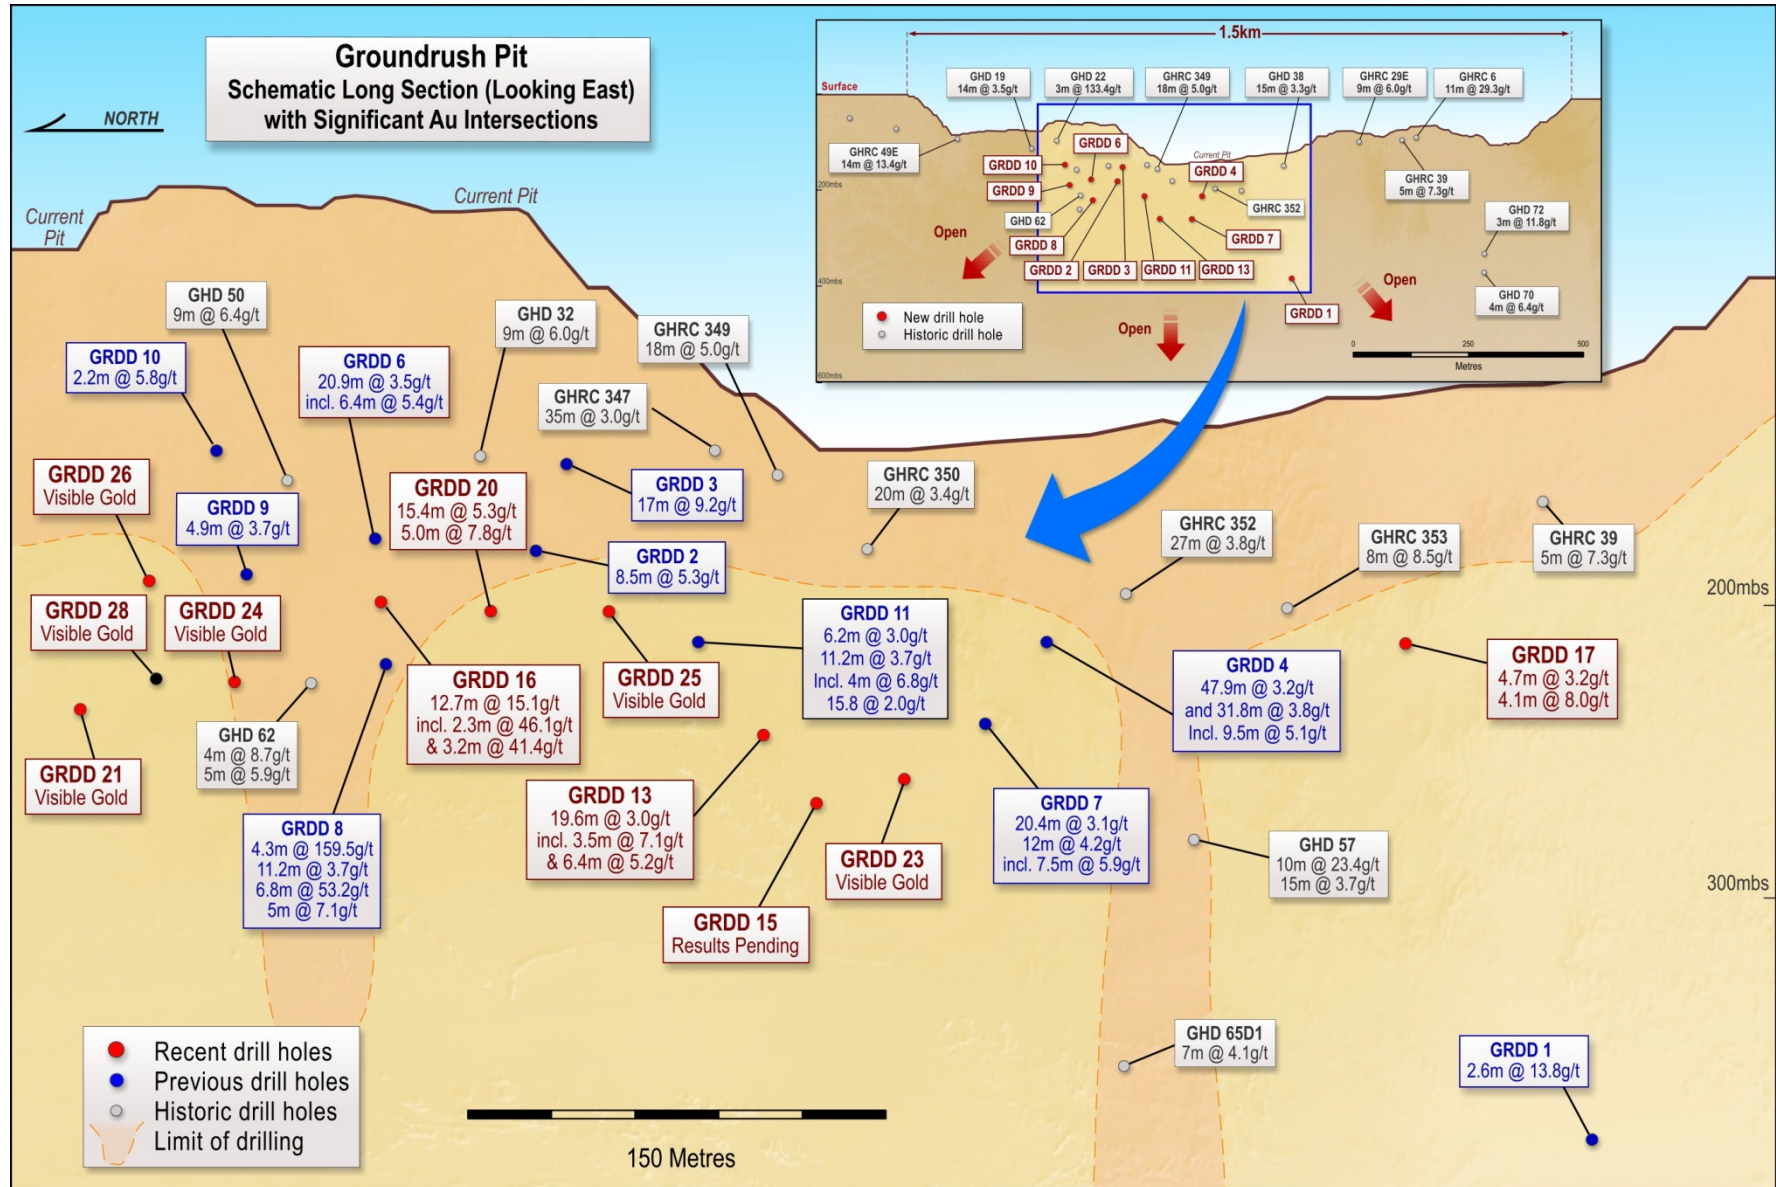 Groundrush Pit
Schematic Long Section (Looking East)
with Significant Au Intersections
NORTH
1.5km
Surface
GHD 19
14m @ 3.5g/t
GHD 22
3m @ 133.4g/t
GHRC 349
18m @ 5.0g/t
GHD 38
15m @ 3.3g/t
GHRC 29E
9m @ 6.0g/t
GHRC 6
11m @ 29.3g/t
GHRC 49E
14m @ 13.4g/t
GRDD 6
GRDD 10
Current Pit
GRDD 4
GRDD 9
GHRC 39
5m @ 7.3g/t
200mbs
GHD 62
GHRC 352
GHD 72
3m @ 11.8g/t
Open
GRDD 8
GRDD 7
GRDD 2
GRDD 3
GRDD 11
GRDD 13
Open
400mbs
GHD 70
4m @ 6.4g/t
New drill hole
Historic drill hole
Open
GRDD 1
0
250
500
Metres
600mbs
Current
Pit
Current Pit
GHD 50
9m @ 6.4g/t
GRDD 10
2.2m @ 5.8g/t
GRDD 6
20.9m @ 3.5g/t
incl. 6.4m @ 5.4g/t
GHD 32
9m @ 6.0g/t
GHRC 349
18m @ 5.0g/t
GHRC 347
35m @ 3.0g/t
GRDD 26
Visible Gold
GRDD 9
4.9m @ 3.7g/t
GRDD 20
15.4m @ 5.3g/t
5.0m @ 7.8g/t
GRDD 3
17m @ 9.2g/t
GHRC 350
20m @ 3.4g/t
GRDD 2
8.5m @ 5.3g/t
GHRC 352
27m @ 3.8g/t
GHRC 353
8m @ 8.5g/t
GHRC 39
5m @ 7.3g/t
200mbs
GRDD 28
Visible Gold
GRDD 24
Visible Gold
GRDD 16
12.7m @ 15.1g/t
incl. 2.3m @ 46.1g/t
& 3.2m @ 41.4g/t
GRDD 25
Visible Gold
GRDD 11
6.2m @ 3.0g/t
11.2m @ 3.7g/t
Incl. 4m @ 6.8g/t
15.8 @ 2.0g/t
GRDD 4
47.9m @ 3.2g/t
and 31.8m @ 3.8g/t
Incl. 9.5m @ 5.1g/t
GRDD 17
4.7m @ 3.2g/t
4.1m @ 8.0g/t
GHD 62
4m @ 8.7g/t
5m @ 5.9g/t
GRDD 21
Visible Gold
GRDD 8
4.3m @ 159.5g/t
11.2m @ 3.7g/t
6.8m @ 53.2g/t
5m @ 7.1g/t
GRDD 13
19.6m @ 3.0g/t
incl. 3.5m @ 7.1g/t
& 6.4m @ 5.2g/t
GRDD 23
Visible Gold
GRDD 7
20.4m @ 3.1g/t
12m @ 4.2g/t
incl. 7.5m @ 5.9g/t
GHD 57
10m @ 23.4g/t
15m @ 3.7g/t
300mbs
GRDD 15
Results Pending
GHD 65D1
7m @ 4.1g/t
GRDD 1
2.6m @ 13.8g/t
Recent drill holes
Previous drill holes
Historic drill holes
Limit of drilling
150 Metres